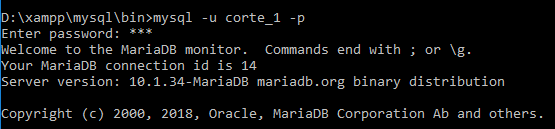 D:\xampp\mysql\bin>mysql -u corte_1 -p
Enter password: ***
Welcome to the MariaDB monitor.  Commands end with ; or \g.
Your MariaDB connection id is 14
Server version: 10.1.34-MariaDB mariadb.org binary distribution
Copyright (c) 2000, 2018, Oracle, MariaDB Corporation Ab and others.